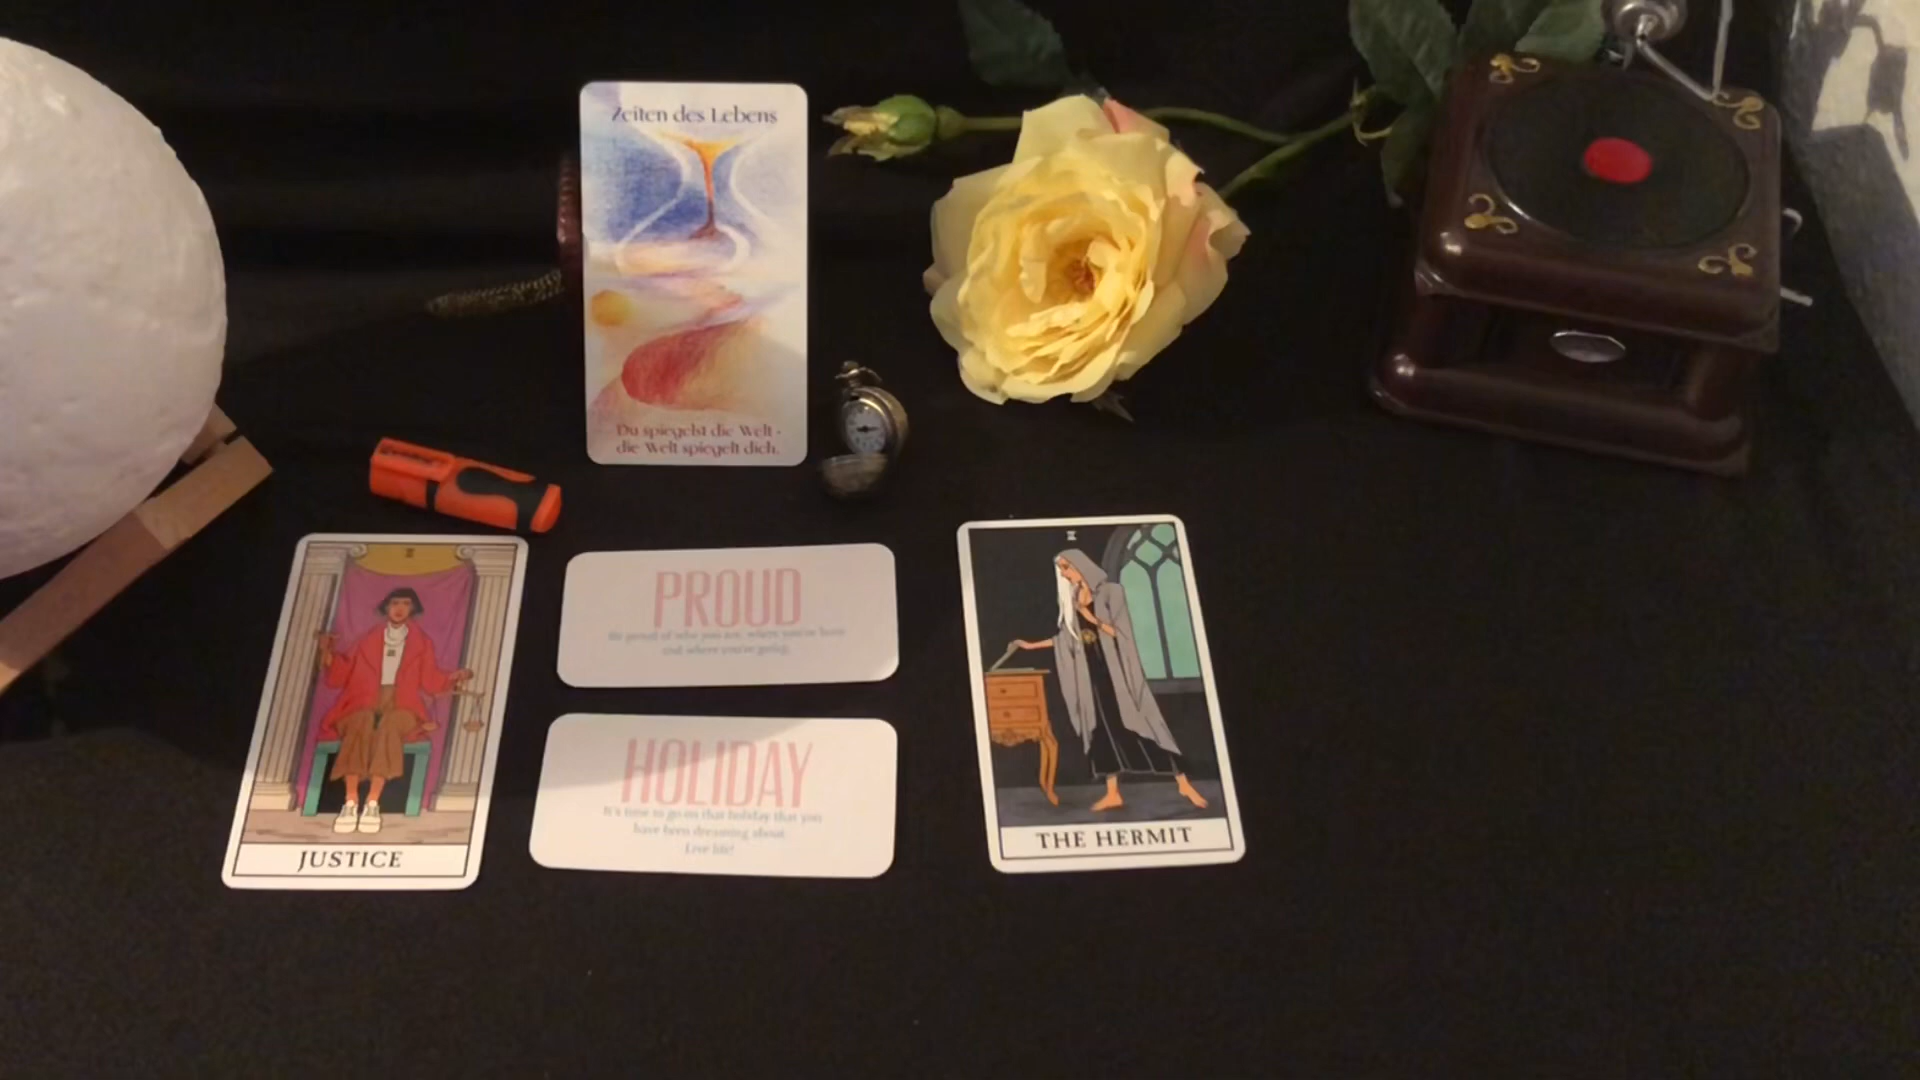 Zeiten des Lebens
Du spiegelst die Welt -
die Welt spiegelt dich.
JUSTICE
PROUD
Be proud of who you are, where you've been
and where you're going.
HOLIDAY
It's time to go on that holiday that you
have been dreaming about.
Live life!
THE HERMIT